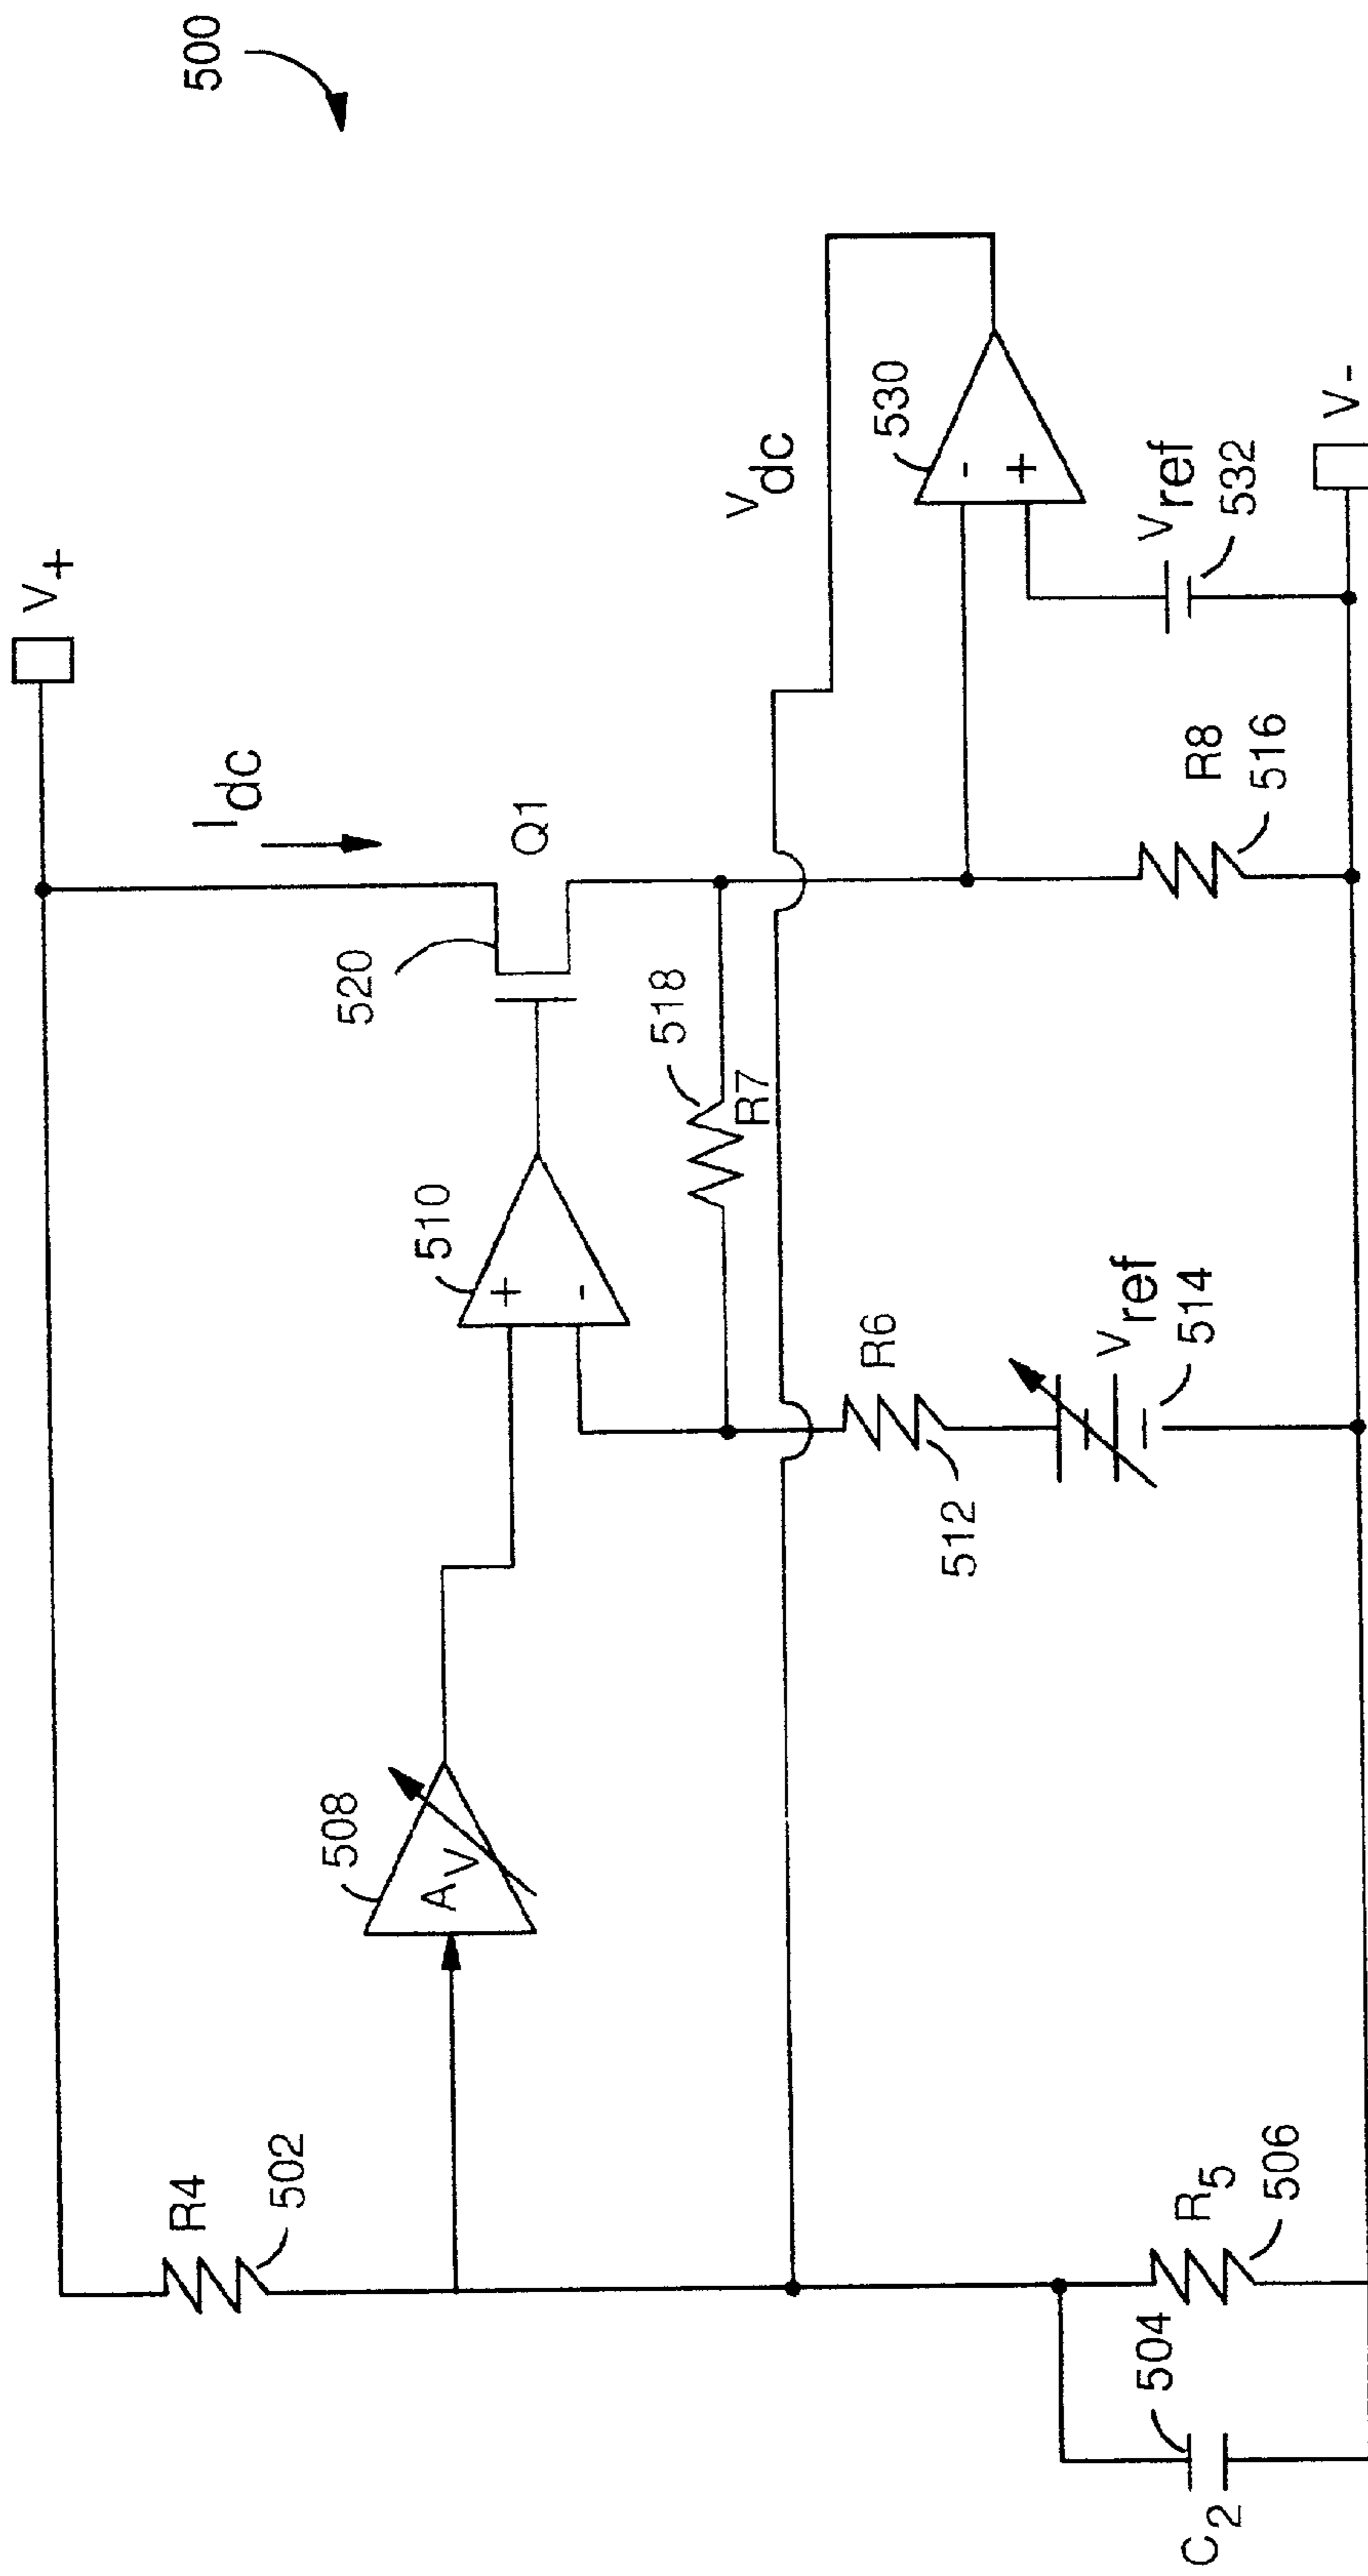 500
V+
Idc
520
Q1
510
+
-
508
AV
518
R7
Vdc
530
-
+
R4
502
R6
512
Vref
514
R8
516
Vref
532
V-
504
C2
R5
506